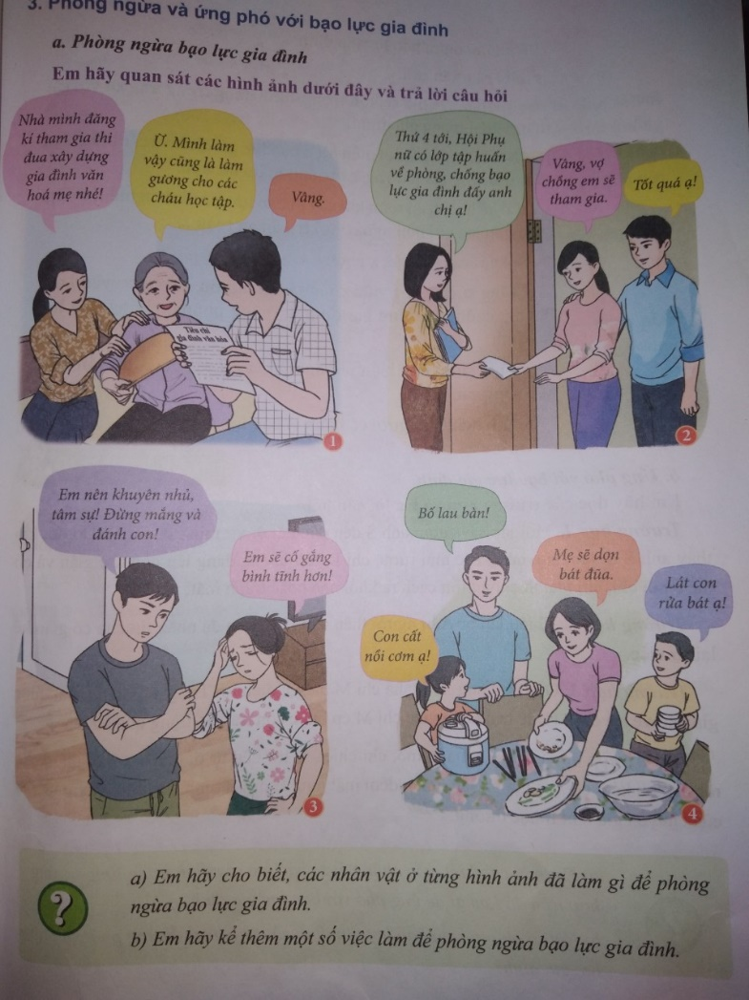 3. Phòng ngừa và ứng phó với bạo lực gia đình
a. Phòng ngừa bạo lực gia đình
Em hãy quan sát các hình ảnh dưới đây và trả lời câu hỏi
Nhà mình đăng
kí tham gia thi
đua xây dựng
gia đình văn
hoá mẹ nhé!
Ừ. Mình làm
vậy cũng là làm
gương cho các
cháu học tập.
Vâng.
Tiêu chí
gia đình văn hóa
1
Thứ 4 tới, Hội Phụ
nữ có lớp tập huấn
về phòng, chống bạo
lực gia đình đấy anh
chị ạ!
Vâng, vợ
chồng em sẽ
tham gia.
Tốt quá ạ!
2
Em nên khuyên nhủ,
tâm sự! Đừng mắng và
đánh con!
Em sẽ cố gắng
bình tĩnh hơn!
3
Bố lau bàn!
Mẹ sẽ dọn
bát đũa.
Lát con
rửa bát ạ!
Con cất
nồi cơm ạ!
4
?
a) Em hãy cho biết, các nhân vật ở từng hình ảnh đã làm gì để phòng
ngừa bạo lực gia đình.
b) Em hãy kể thêm một số việc làm để phòng ngừa bạo lực gia đình.